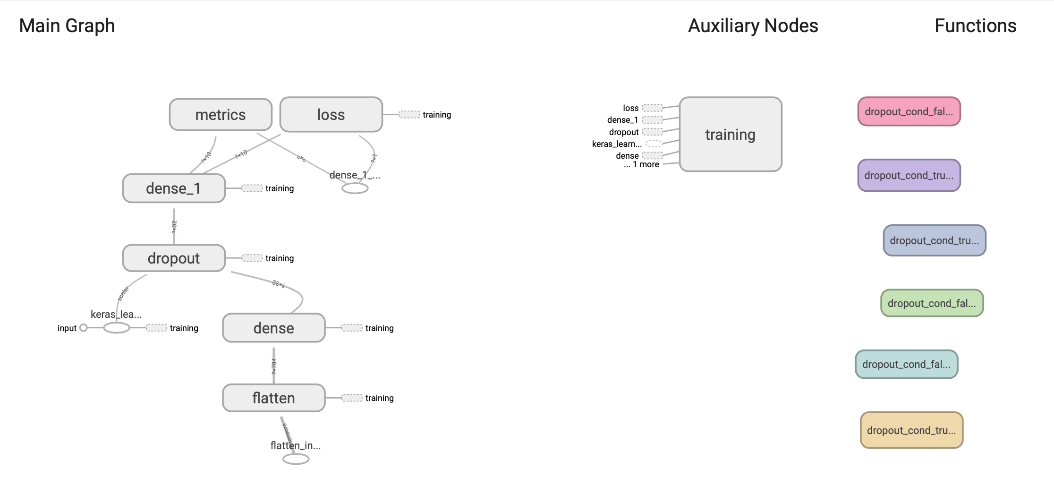 Main Graph
Auxiliary Nodes
Functions
metrics
loss
training
dense_1
training
dense_1_...
dropout
training
keras_lea...
input
training
dense
training
flatten
training
flatten_in...
loss
dense_1
dropout
keras_learn...
dense
... 1 more
training
dropout_cond_fal...
dropout_cond_tru...
dropout_cond_tru...
dropout_cond_fal...
dropout_cond_fal...
dropout_cond_tru...